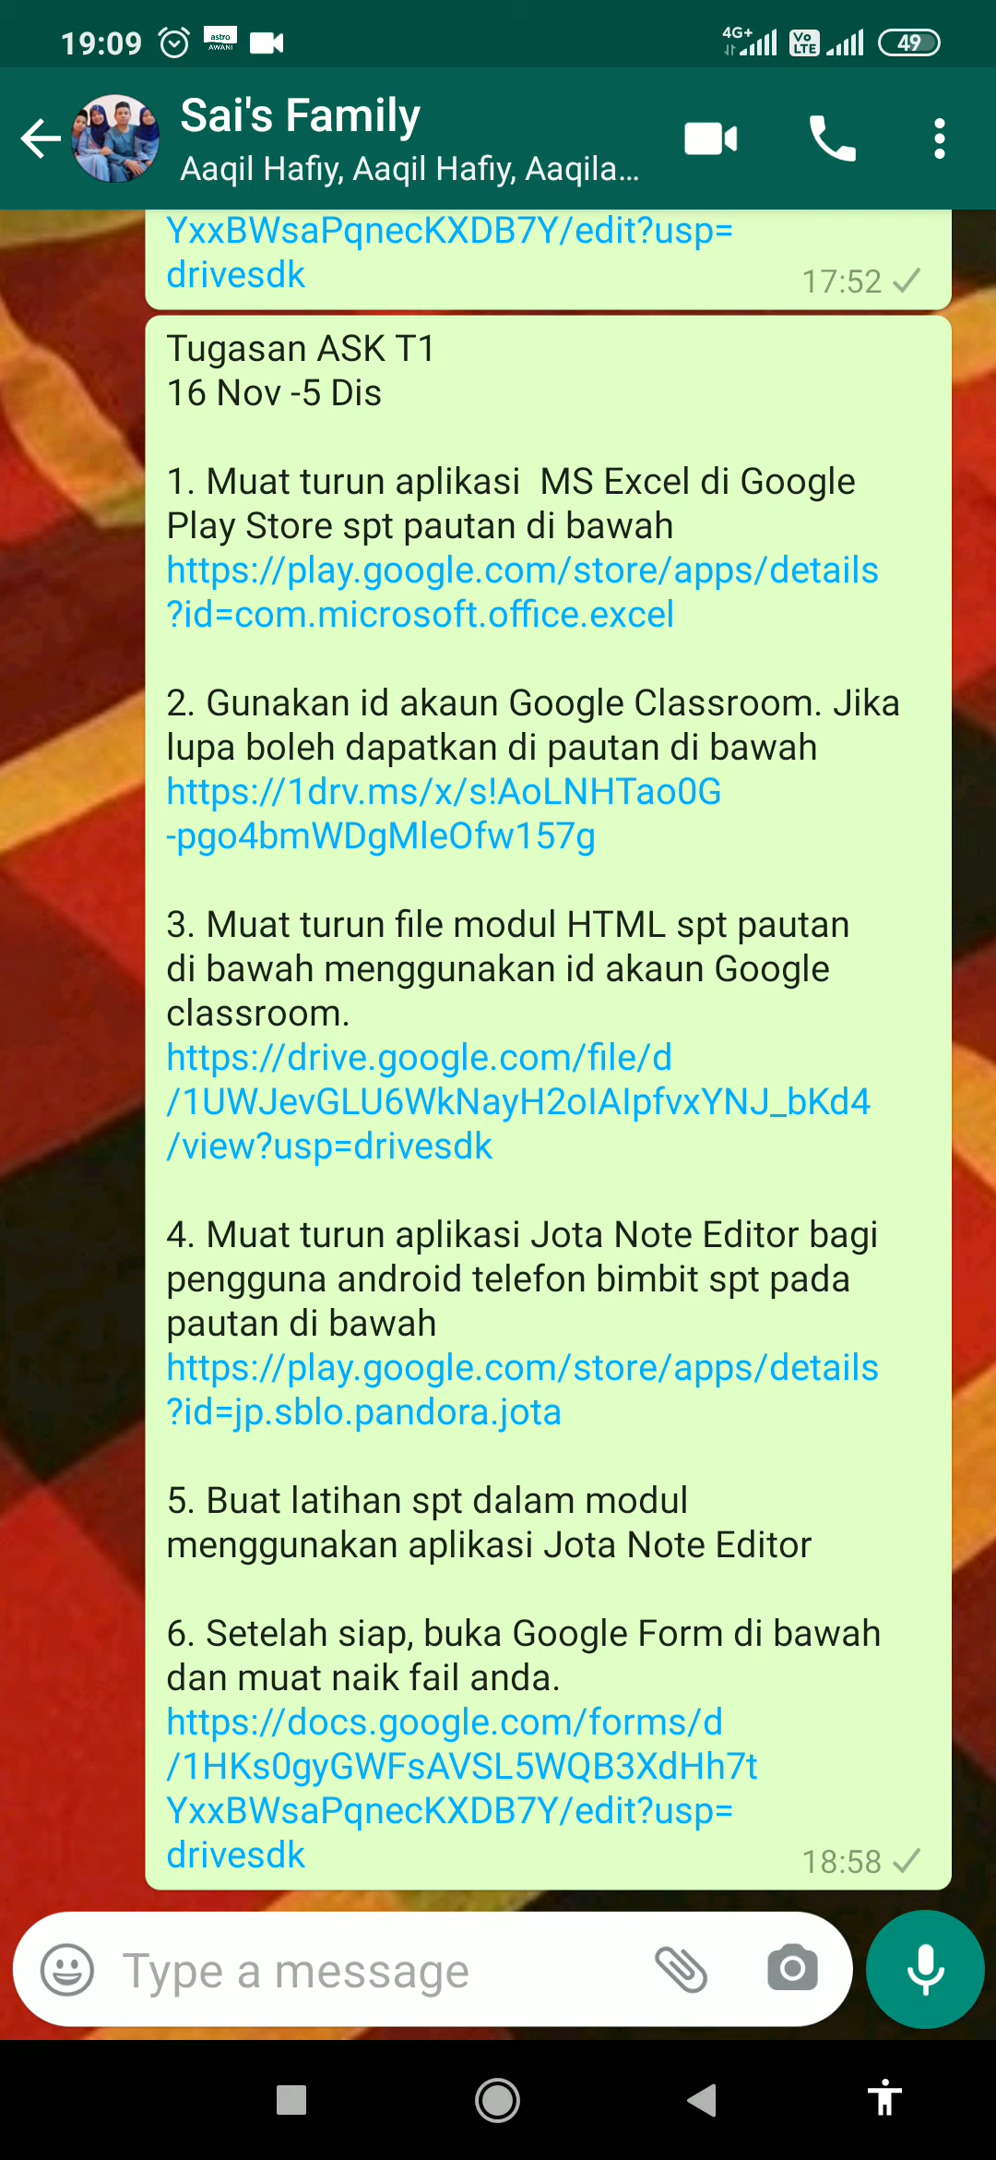 19:09
astro
AWANI
4G+
Vo
LTE
49
Sai's Family
Aaqil Hafiy, Aaqil Hafiy, Aaqila...
YxxBWsaPqnecKXDB7Y/edit?usp=
drivesdk
17:52
Tugasan ASK T1
16 Nov -5 Dis
1. Muat turun aplikasi  MS Excel di Google
Play Store spt pautan di bawah
https://play.google.com/store/apps/details
?id=com.microsoft.office.excel
2. Gunakan id akaun Google Classroom. Jika
lupa boleh dapatkan di pautan di bawah
https://1drv.ms/x/s!AoLNHTao0G
-pgo4bmWDgMleOfw157g
3. Muat turun file modul HTML spt pautan
di bawah menggunakan id akaun Google
classroom.
https://drive.google.com/file/d
/1UWJevGLU6WkNayH2oIAIpfvxYNJ_bKd4
/view?usp=drivesdk
4. Muat turun aplikasi Jota Note Editor bagi
pengguna android telefon bimbit spt pada
pautan di bawah
https://play.google.com/store/apps/details
?id=jp.sblo.pandora.jota
5. Buat latihan spt dalam modul
menggunakan aplikasi Jota Note Editor
6. Setelah siap, buka Google Form di bawah
dan muat naik fail anda.
https://docs.google.com/forms/d
/1HKs0gyGWFsAVSL5WQB3XdHh7t
YxxBWsaPqnecKXDB7Y/edit?usp=
drivesdk
18:58
Type a message